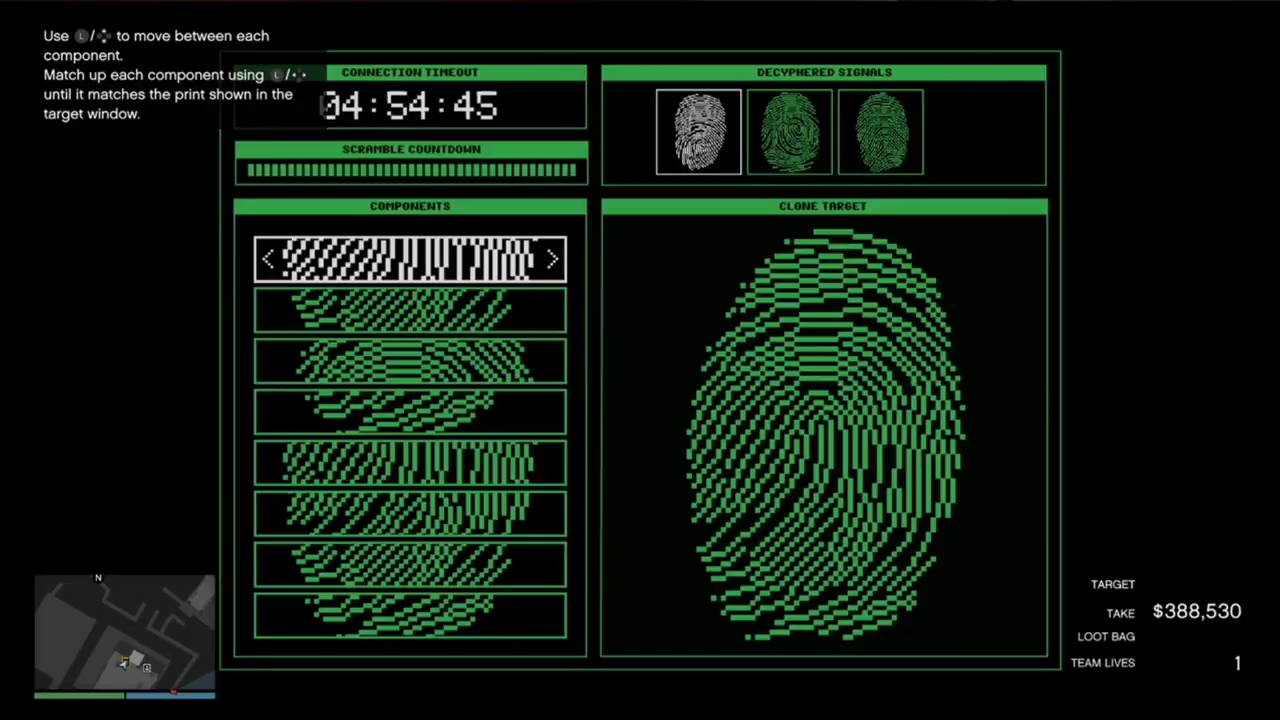 Use L/ to move between each
component.
Match up each component using L/
until it matches the print shown in the
target window.
CONNECTION TIMEOUT
04:54:45
SCRAMBLE COUNTDOWN
DECYPHERED SIGNALS
COMPONENTS
< >
CLONE TARGET
N
TARGET
TAKE $388,530
LOOT BAG
TEAM LIVES 1